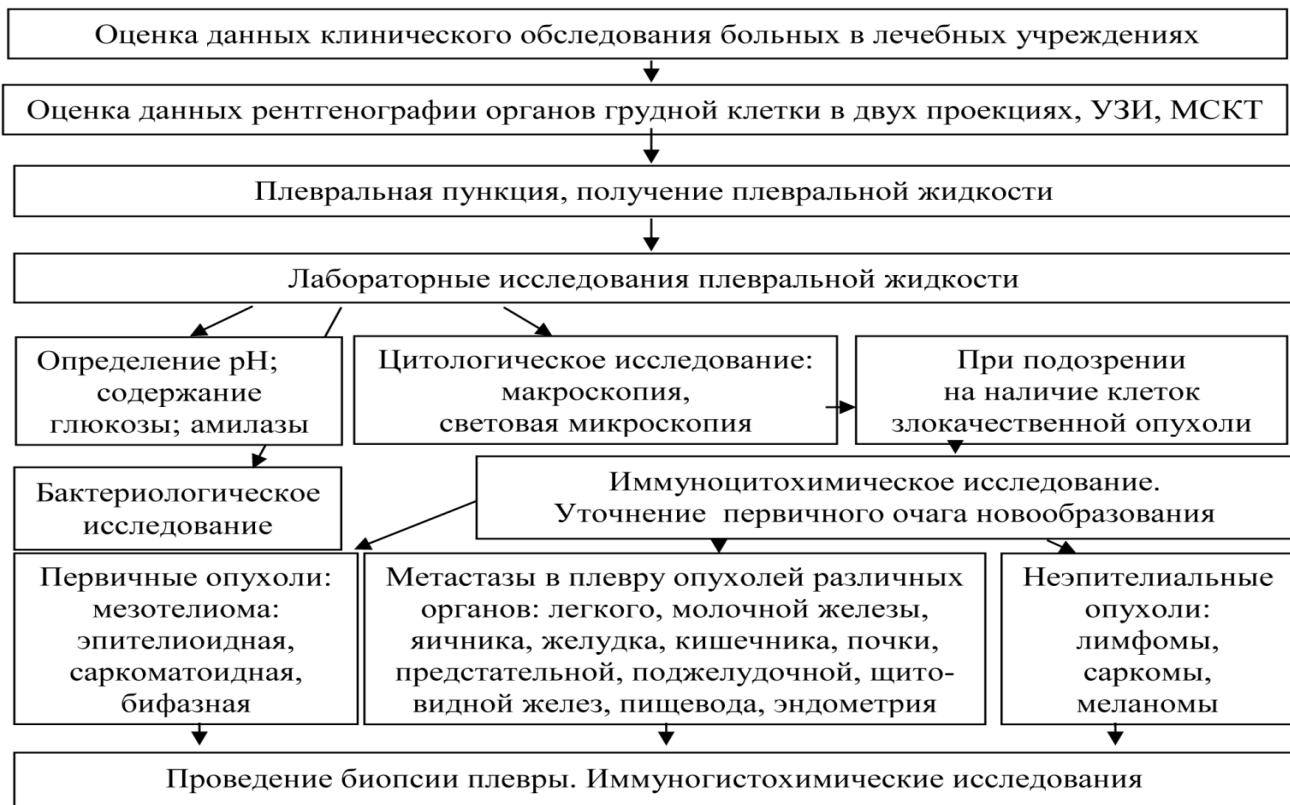 Оценка данных клинического обследования больных в лечебных учреждениях
Оценка данных рентгенографии органов грудной клетки в двух проекциях, УЗИ, МСКТ
Плевральная пункция, получение плевральной жидкости
Лабораторные исследования плевральной жидкости
Определение pH;
содержание
глюкозы; амилазы
Цитологическое исследование:
макроскопия,
световая микроскопия
При подозрении
на наличие клеток
злокачественной опухоли
Бактериологическое
исследование
Иммуноцитохимическое исследование.
Уточнение первичного очага новообразования
Первичные опухоли:
мезотелиома:
эпителиоидная,
саркоматоидная,
бифазная
Метастазы в плевру опухолей различных
органов: легкого, молочной железы,
яичника, желудка, кишечника, почки,
предстательной, поджелудочной, щито-
видной желез, пищевода, эндометрия
Неэпителиальные
опухоли:
лимфомы,
саркомы,
меланомы
Проведение биопсии плевры. Иммуногистохимические исследования